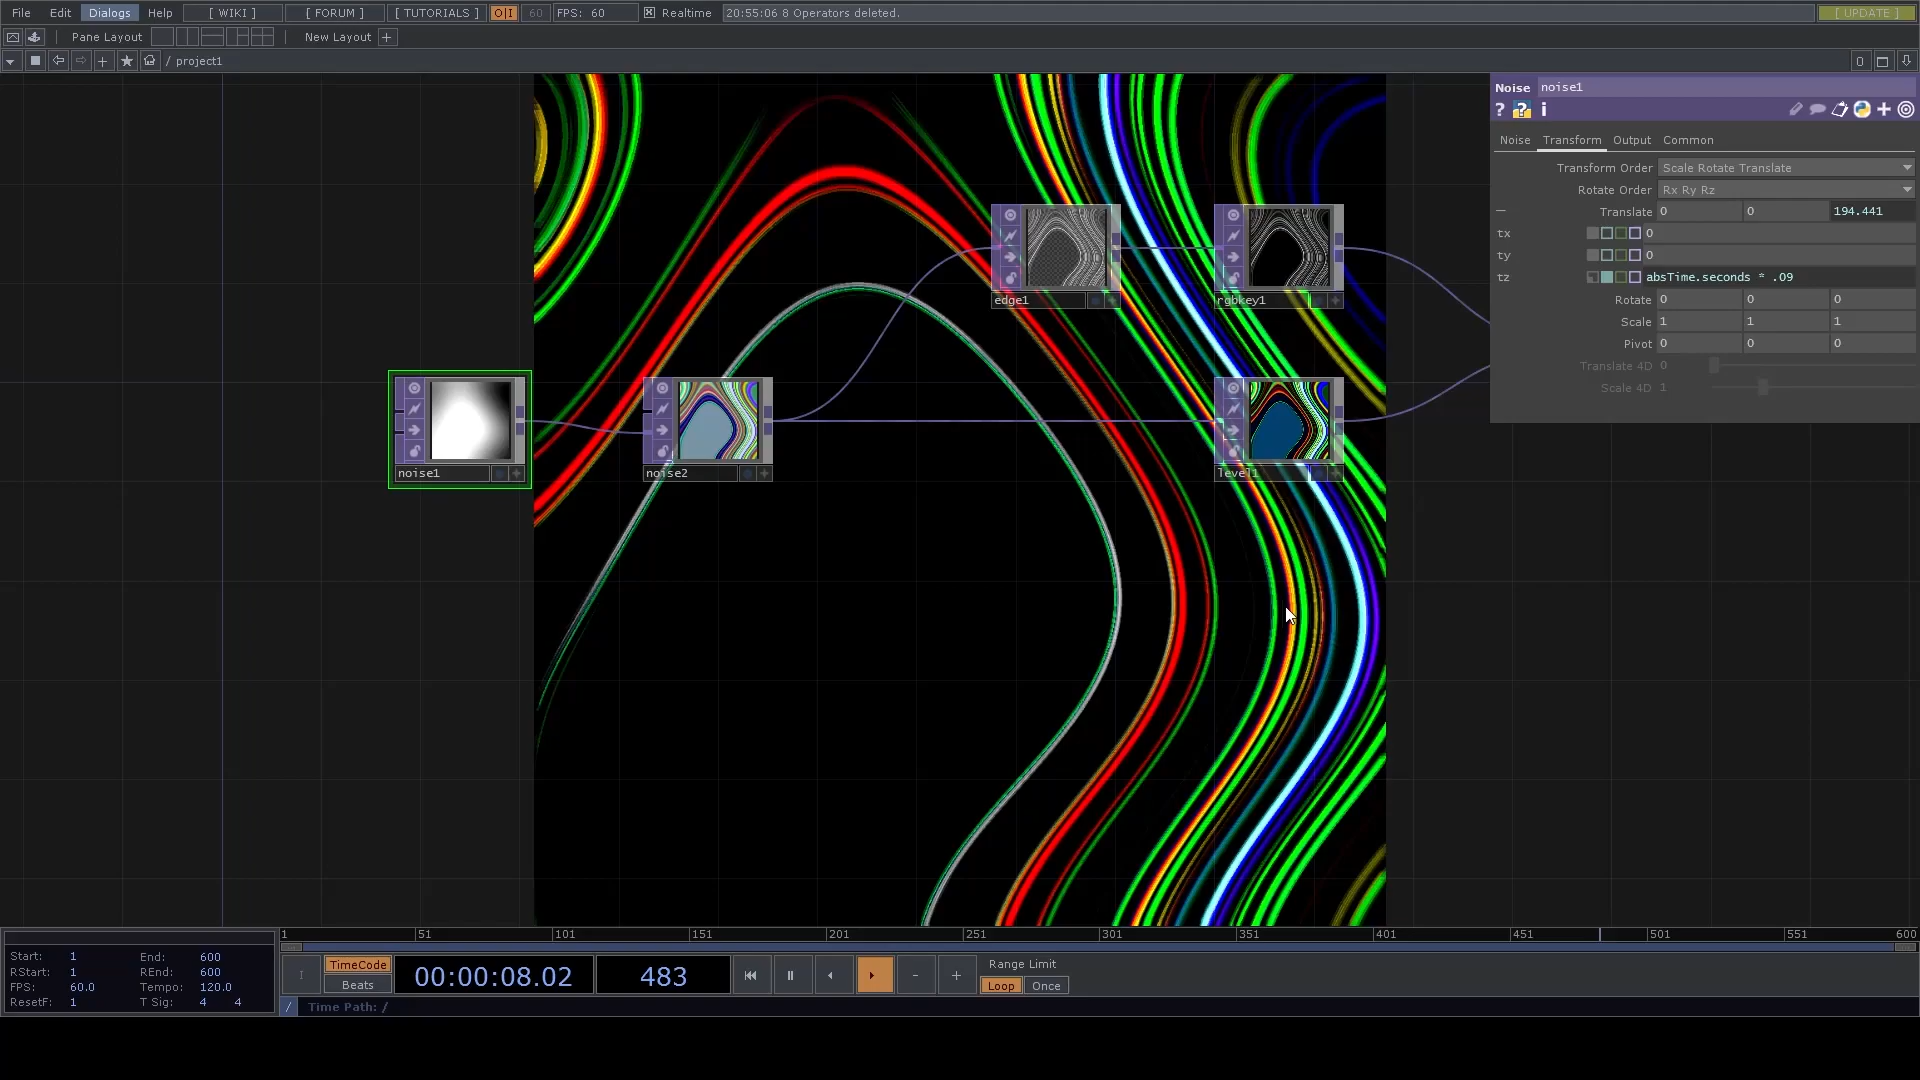 File Edit Dialogs Help [ WIKI ] [ FORUM ] [ TUTORIALS ] O|I 60 FPS: 60 Realtime 20:55:06 8 Operators deleted. [ UPDATE ]
Pane Layout New Layout +
/ project1 0
Noise noise1
? ? i
Noise Transform Output Common
Transform Order Scale Rotate Translate
Rotate Order Rx Ry Rz
Translate 0 0 194.441
tx 0
ty 0
tz absTime.seconds * .09
Rotate 0 0 0
Scale 1 1 1
Pivot 0 0 0
Translate 4D 0
Scale 4D 1
edge1
rgbkey1
noise1
noise2
level1
1 51 101 151 201 251 301 351 401 451 501 551 600
Start: 1 End: 600
RStart: 1 REnd: 600
FPS: 60.0 Tempo: 120.0
ResetF: 1 T Sig: 4 4
TimeCode
Beats
00:00:08.02 483
Range Limit
Loop Once
/ Time Path: /